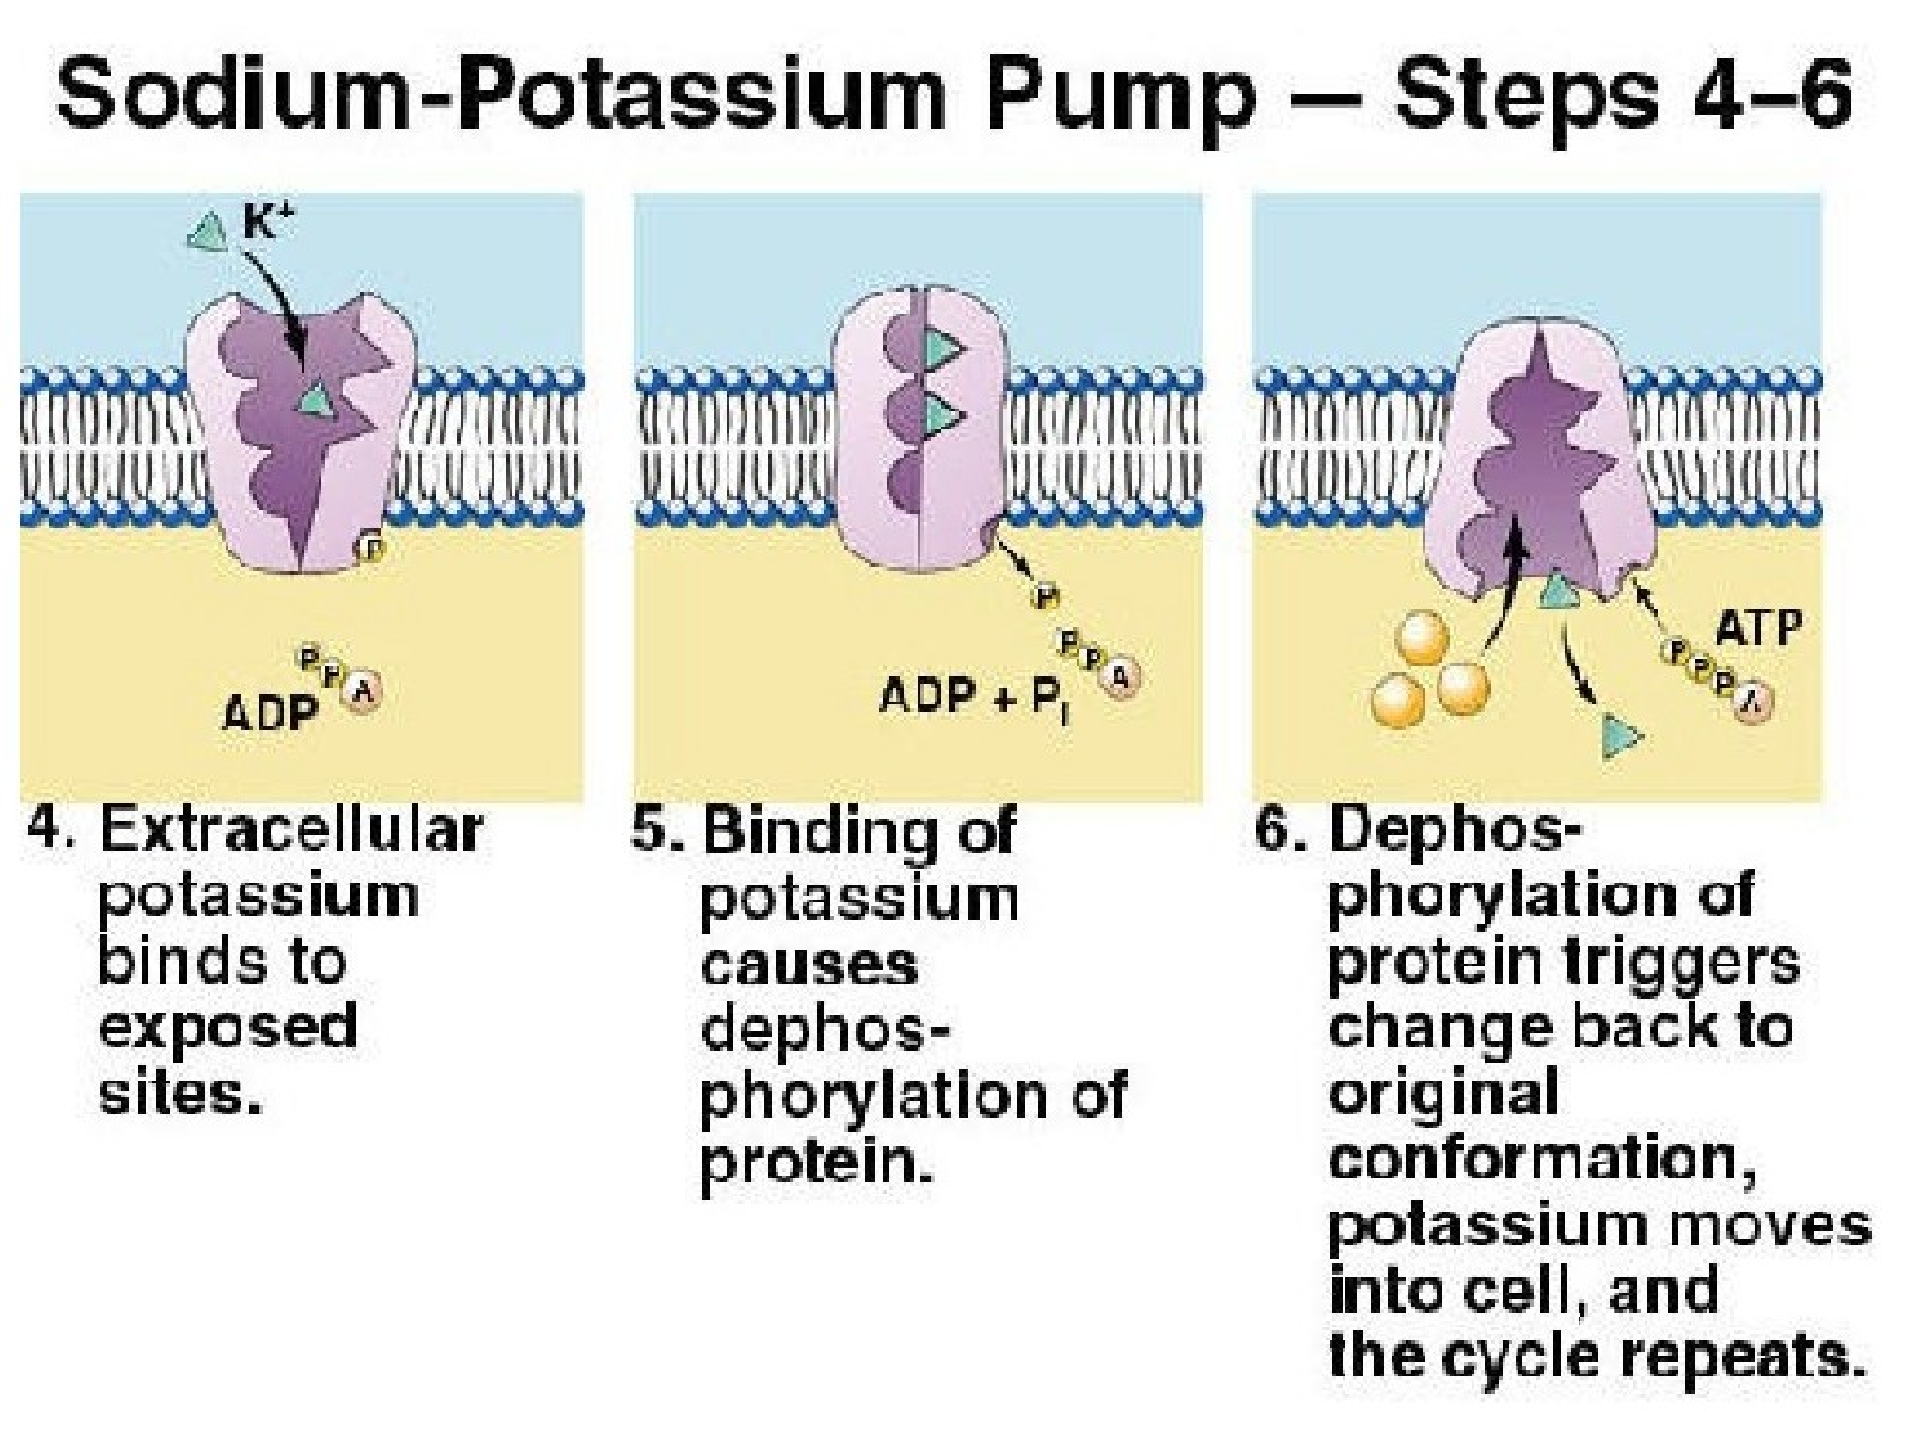 Sodium-Potassium Pump — Steps 4–6
K+
P
P
P
A
ADP
P
P
P
A
ADP + Pi
ATP
P
P
P
A
4. Extracellular
potassium
binds to
exposed
sites.
5. Binding of
potassium
causes
dephos-
phorylation of
protein.
6. Dephos-
phorylation of
protein triggers
change back to
original
conformation,
potassium moves
into cell, and
the cycle repeats.